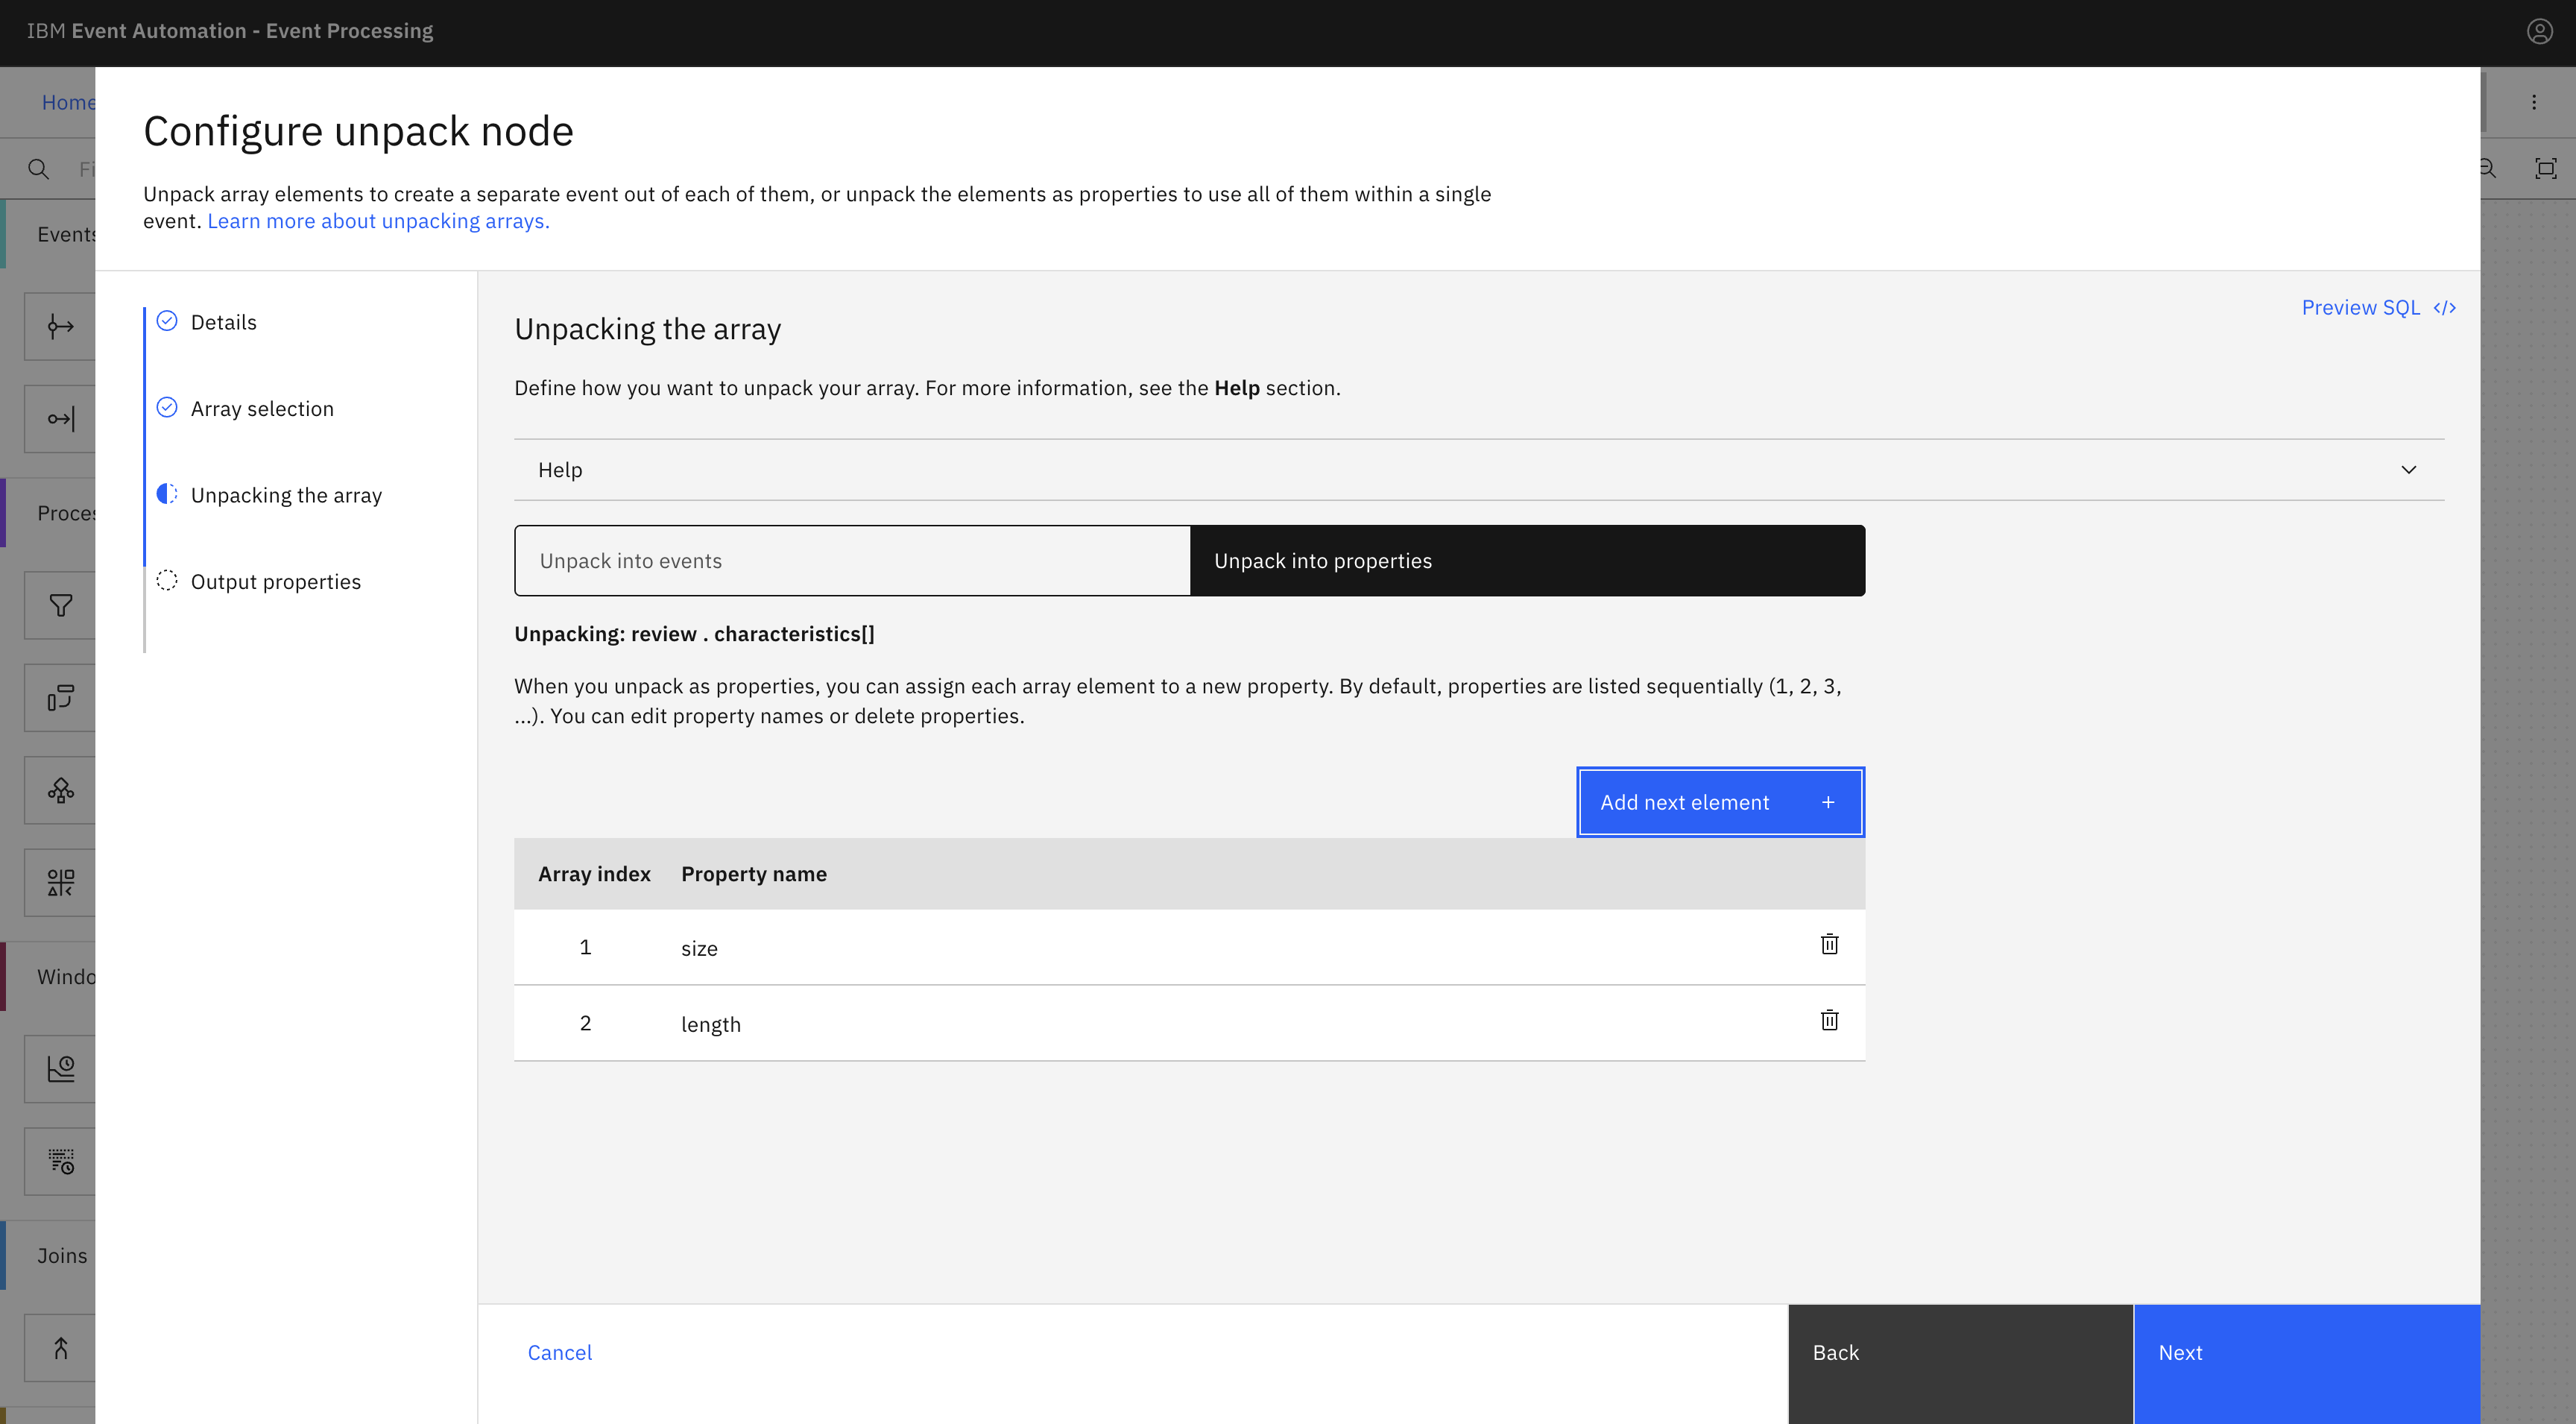 IBM Event Automation - Event Processing
Home
Configure unpack node
Unpack array elements to create a separate event out of each of them, or unpack the elements as properties to use all of them within a single
event. Learn more about unpacking arrays.
Fi
Events
Proces
Windo
Joins
Details
Array selection
Unpacking the array
Output properties
Preview SQL </>
Unpacking the array
Define how you want to unpack your array. For more information, see the Help section.
Help
Unpack into events
Unpack into properties
Unpacking: review . characteristics[]
When you unpack as properties, you can assign each array element to a new property. By default, properties are listed sequentially (1, 2, 3,
...). You can edit property names or delete properties.
Add next element +
Array index Property name
1 size
2 length
Cancel
Back
Next